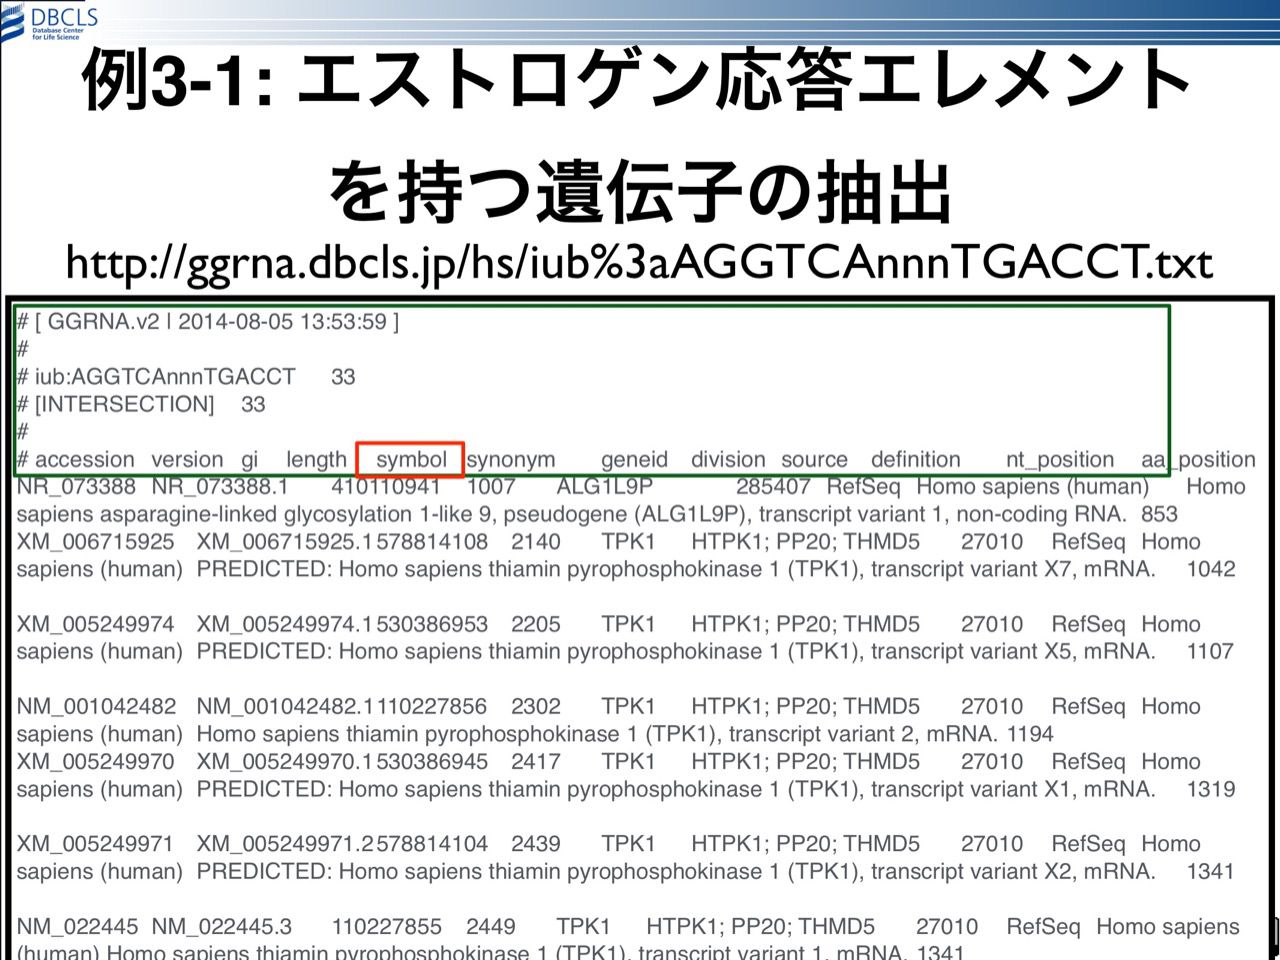 DBCLS
Database Center
for Life Science
例3-1: エストロゲン応答エレメント
を持つ遺伝子の抽出
http://ggrna.dbcls.jp/hs/iub%3aAGGTCAnnnTGACCT.txt
# [ GGRNA.v2 | 2014-08-05 13:53:59 ]
#
# iub:AGGTCAnnnTGACCT 33
# [INTERSECTION] 33
#
# accession version gi length symbol synonym geneid division source definition nt_position aa_position
NR_073388 NR_073388.1 410110941 1007 ALG1L9P 285407 RefSeq Homo sapiens (human) Homo
sapiens asparagine-linked glycosylation 1-like 9, pseudogene (ALG1L9P), transcript variant 1, non-coding RNA. 853
XM_006715925 XM_006715925.1 578814108 2140 TPK1 HTPK1; PP20; THMD5 27010 RefSeq Homo
sapiens (human) PREDICTED: Homo sapiens thiamin pyrophosphokinase 1 (TPK1), transcript variant X7, mRNA. 1042
XM_005249974 XM_005249974.1 530386953 2205 TPK1 HTPK1; PP20; THMD5 27010 RefSeq Homo
sapiens (human) PREDICTED: Homo sapiens thiamin pyrophosphokinase 1 (TPK1), transcript variant X5, mRNA. 1107
NM_001042482 NM_001042482.1 110227856 2302 TPK1 HTPK1; PP20; THMD5 27010 RefSeq Homo
sapiens (human) Homo sapiens thiamin pyrophosphokinase 1 (TPK1), transcript variant 2, mRNA. 1194
XM_005249970 XM_005249970.1 530386945 2417 TPK1 HTPK1; PP20; THMD5 27010 RefSeq Homo
sapiens (human) PREDICTED: Homo sapiens thiamin pyrophosphokinase 1 (TPK1), transcript variant X1, mRNA. 1319
XM_005249971 XM_005249971.2 578814104 2439 TPK1 HTPK1; PP20; THMD5 27010 RefSeq Homo
sapiens (human) PREDICTED: Homo sapiens thiamin pyrophosphokinase 1 (TPK1), transcript variant X2, mRNA. 1341
NM_022445 NM_022445.3 110227855 2449 TPK1 HTPK1; PP20; THMD5 27010 RefSeq Homo sapiens
(human) Homo sapiens thiamin pyrophosphokinase 1 (TPK1), transcript variant 1, mRNA. 1341